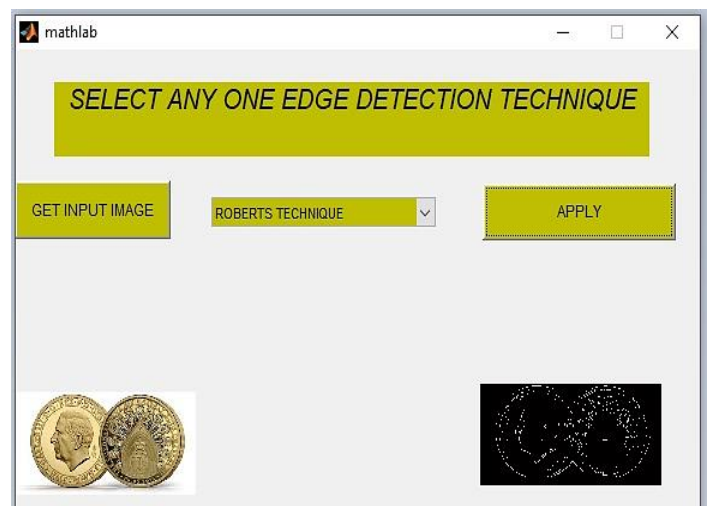 mathlab
SELECT ANY ONE EDGE DETECTION TECHNIQUE
GET INPUT IMAGE
ROBERTS TECHNIQUE
APPLY